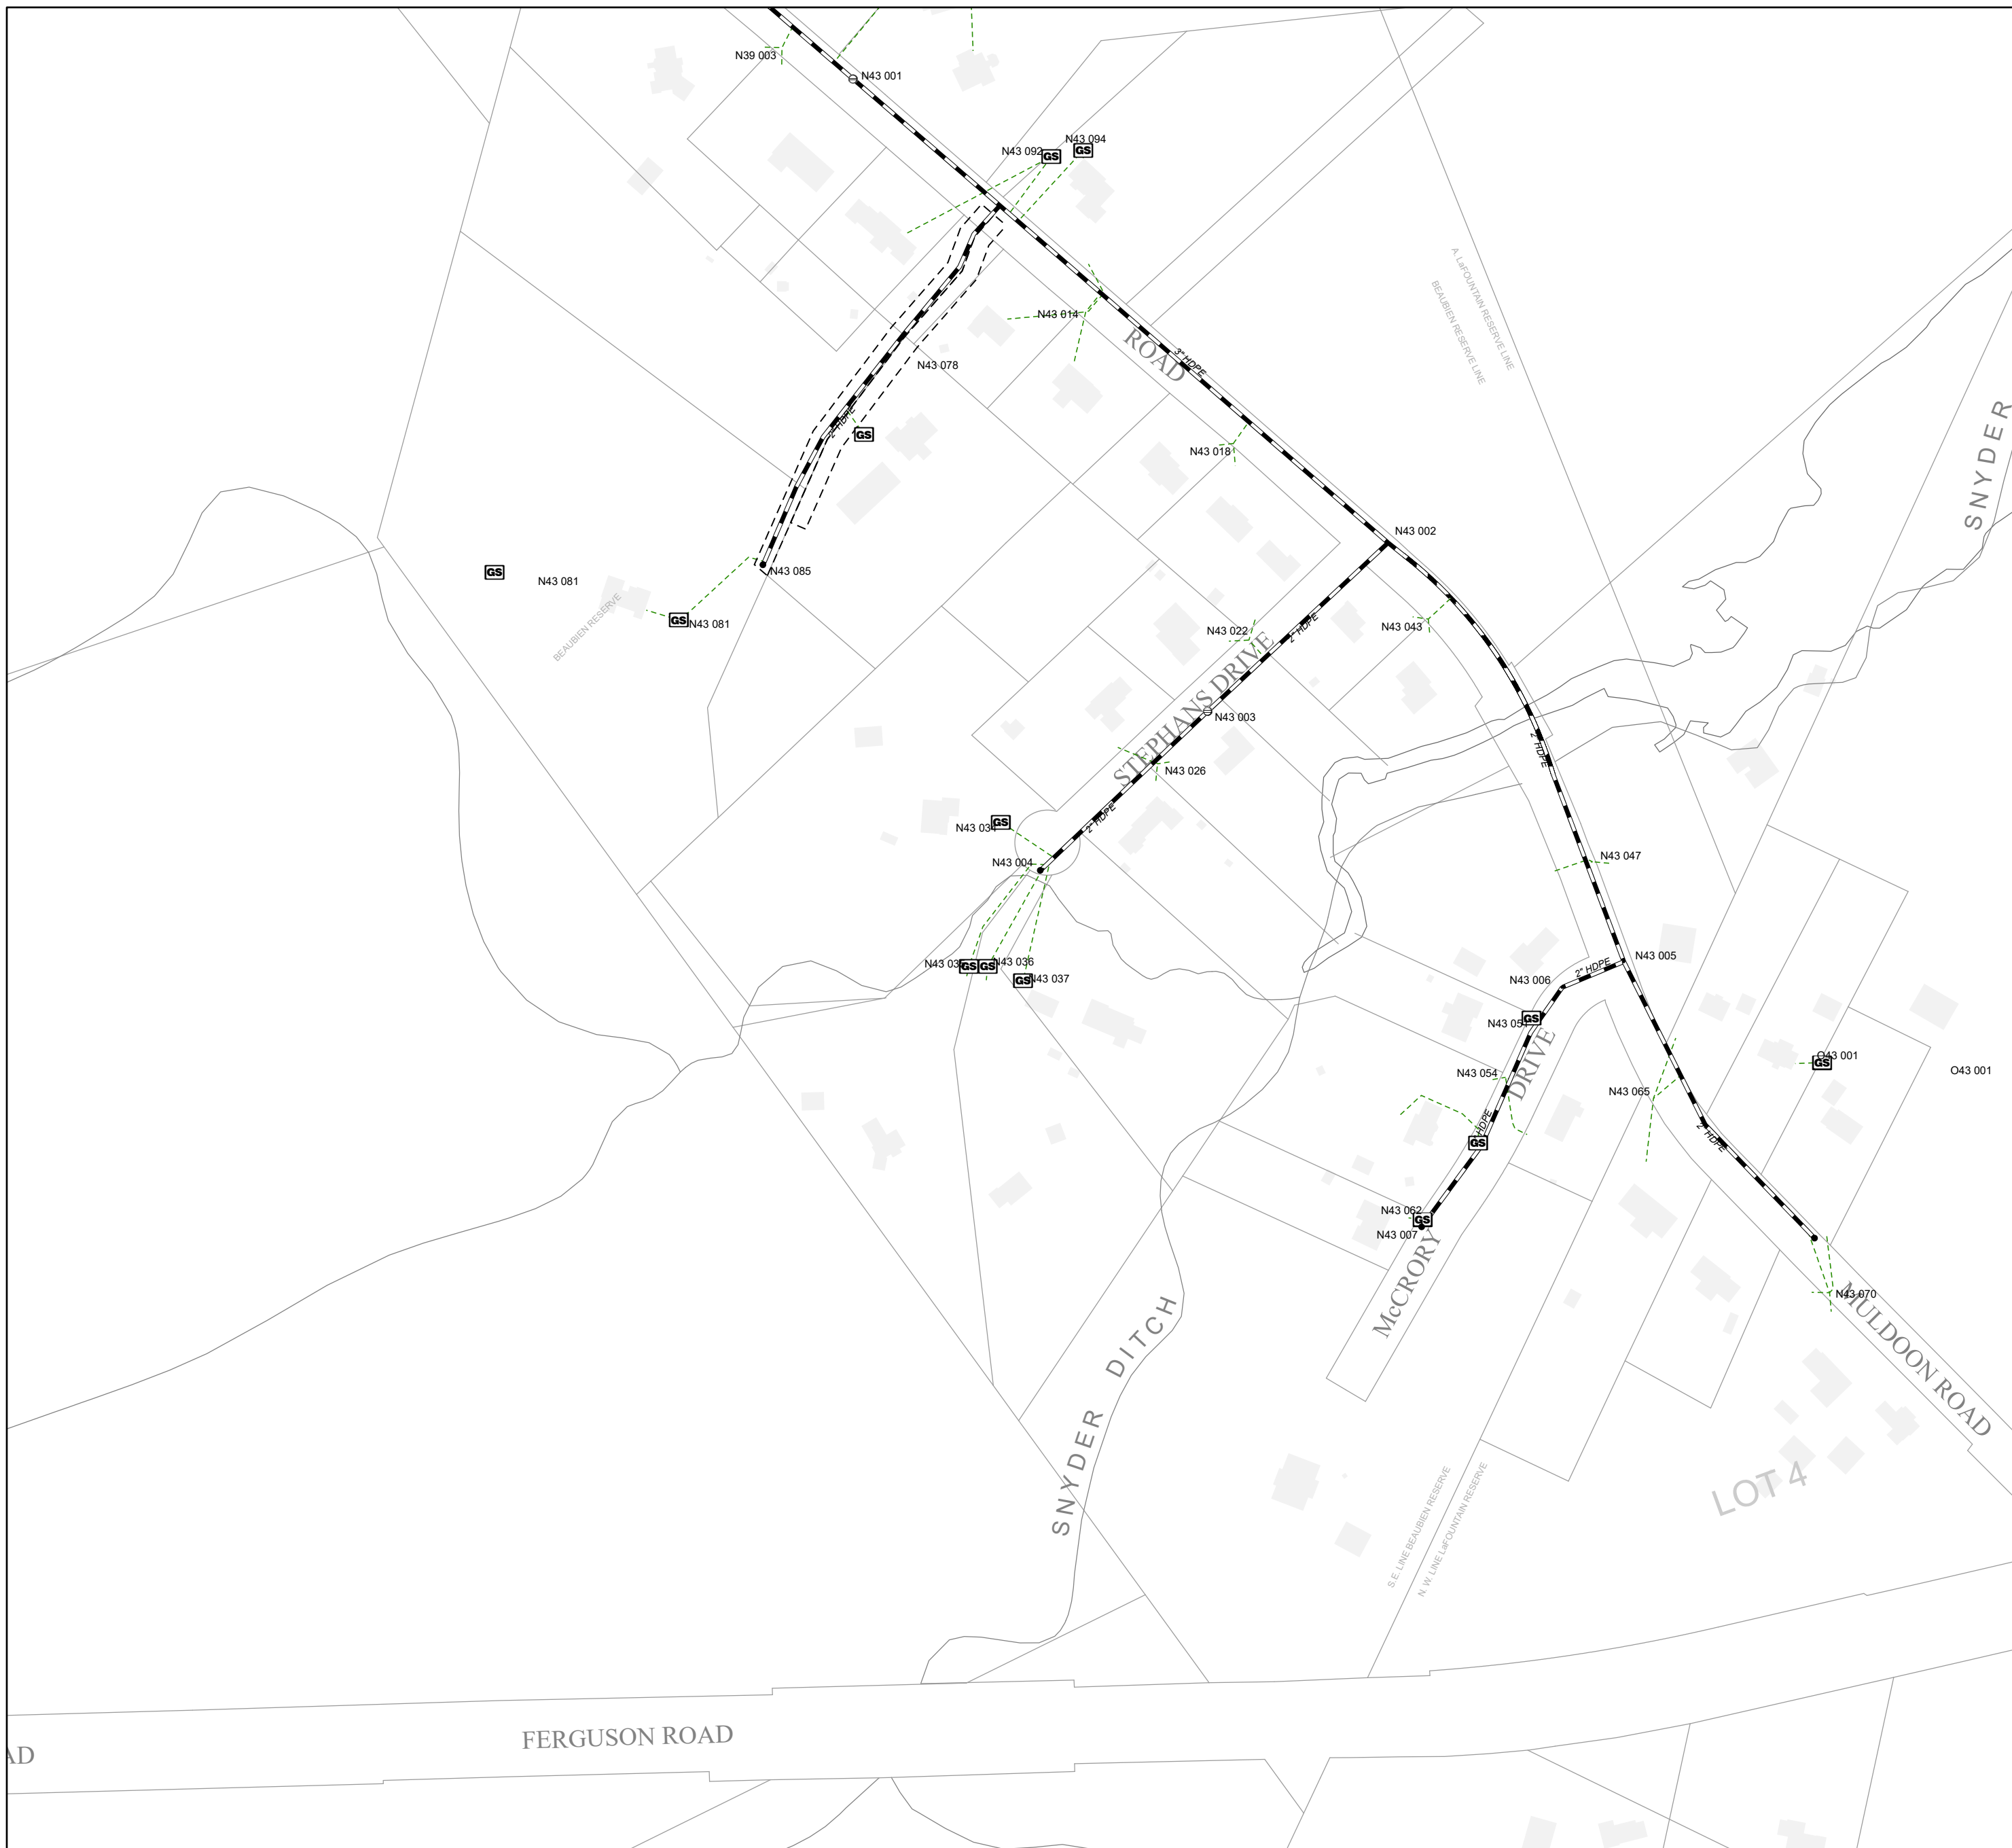 N39 003
N43 001
N43 094
N43 092
GS
GS
A. LaFOUNTAIN RESERVE LINE
BEAUBIEN RESERVE LINE
N43 014
ROAD
3" HDPE
N43 078
2" HDPE
GS
N43 018
SNYDER
N43 002
GS
N43 081
N43 085
BEAUBIEN RESERVE
GS
N43 081
N43 022
2" HDPE
N43 043
STEPHANS DRIVE
N43 003
2" HDPE
N43 026
2" HDPE
GS
N43 034
N43 004
N43 047
N43 005
GS
GS
N43 036
GS
N43 037
N43 006
2" HDPE
GS
N43 054
DRIVE
O43 001
GS
O43 001
N43 065
HDPE
2" HDPE
GS
N43 062
GS
N43 007
McCRORY
N43 070
MULDOON ROAD
SNYDER DITCH
LOT 4
S.E. LINE BEAUBIEN RESERVE
N. W. LINE LaFOUNTAIN RESERVE
FERGUSON ROAD
AD